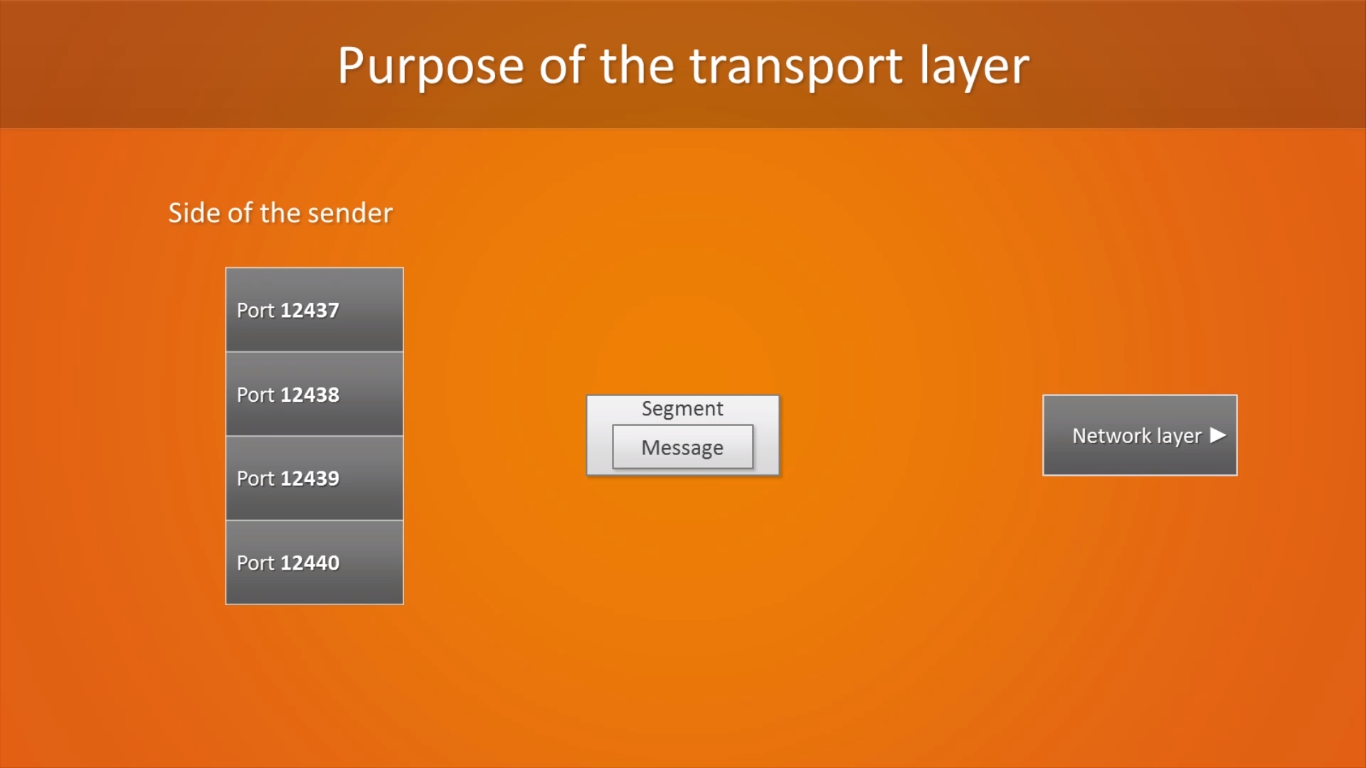 Purpose of the transport layer
Side of the sender
Port 12437
Port 12438
Port 12439
Port 12440
Segment
Message
Network layer